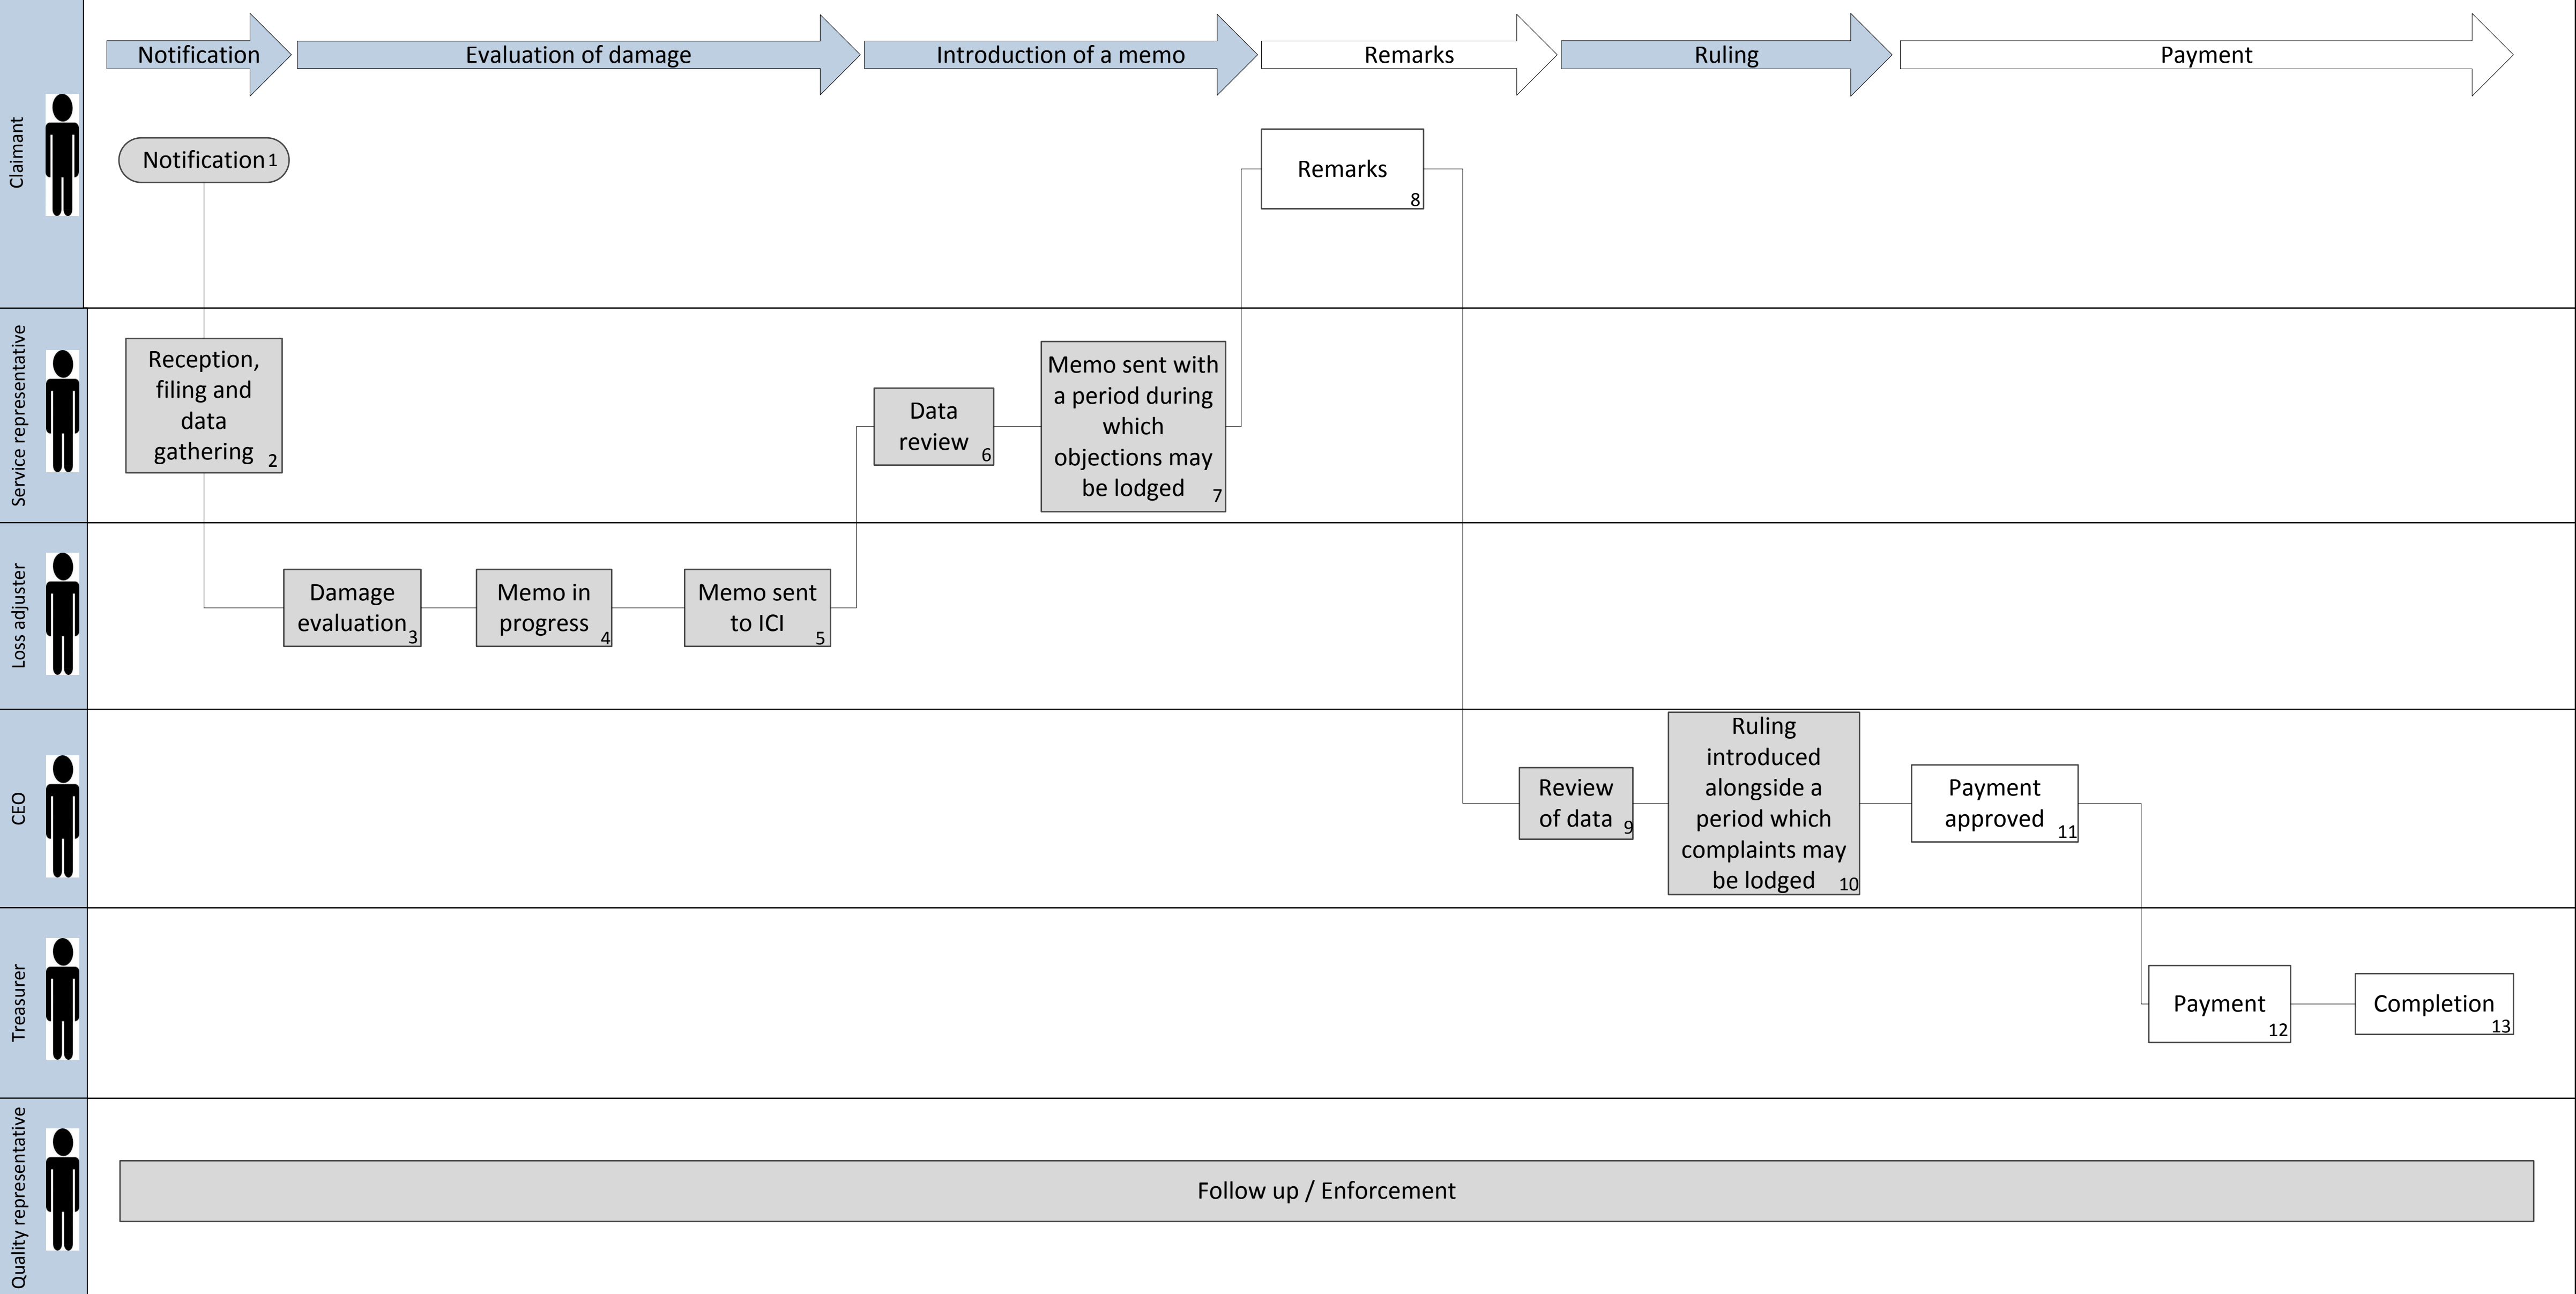 Notification
Evaluation of damage
Introduction of a memo
Remarks
Ruling
Payment
Claimant
Notification 1
Remarks
8
Service representative
Reception,
filing and
data
gathering 2
Data
review 6
Memo sent with
a period during
which
objections may
be lodged 7
Loss adjuster
Damage
evaluation 3
Memo in
progress 4
Memo sent
to ICI 5
CEO
Review
of data 9
Ruling
introduced
alongside a
period which
complaints may
be lodged 10
Payment
approved 11
Treasurer
Payment
12
Completion
13
Quality representative
Follow up / Enforcement